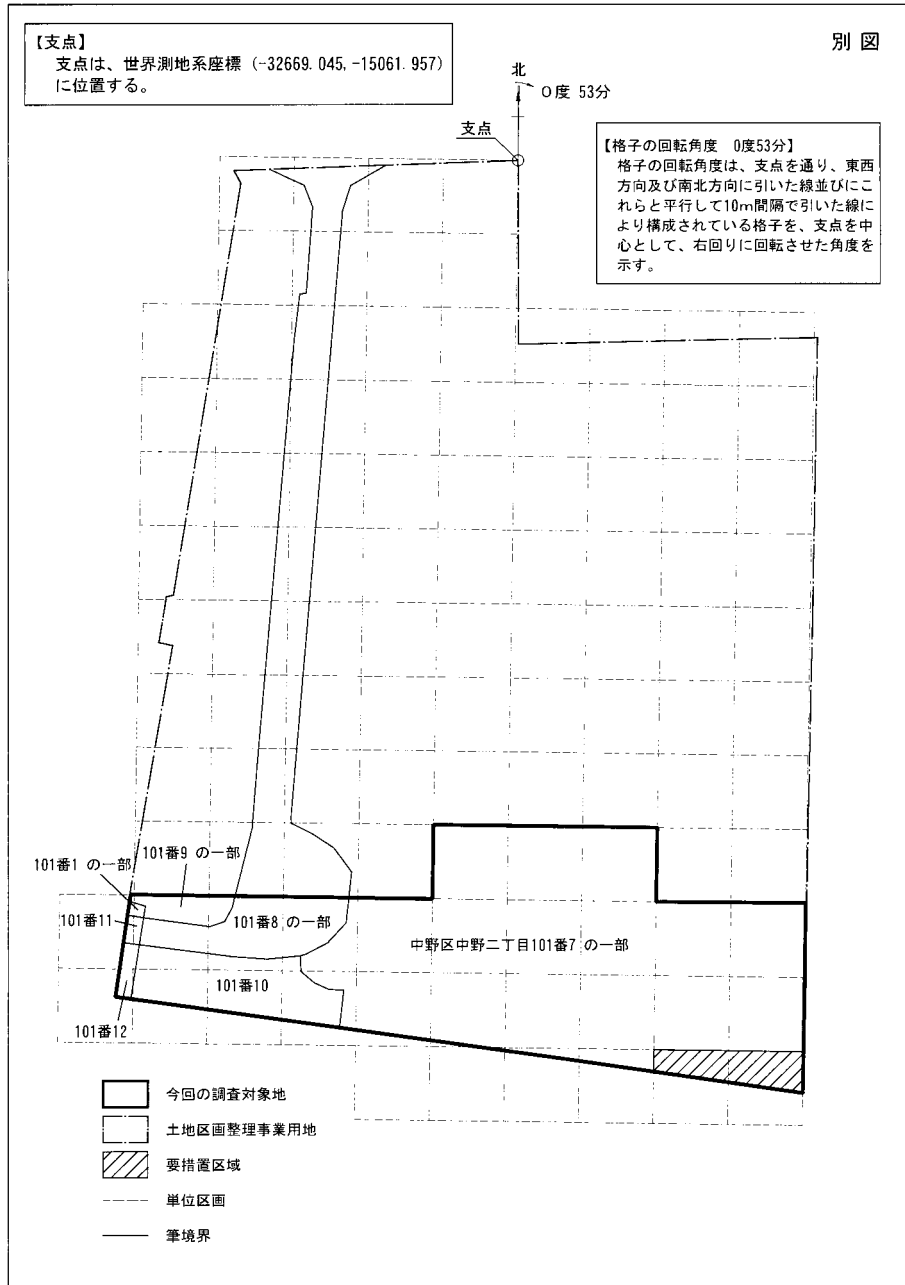 別図
【支点】
支点は、世界測地系座標 (-32669.045, -15061.957)
に位置する。
北
0度 53分
支点
【格子の回転角度 0度53分】
格子の回転角度は、支点を通り、東西
方向及び南北方向に引いた線並びにこ
れらと平行して10m間隔で引いた線に
より構成されている格子を、支点を中
心として、右回りに回転させた角度を
示す。
101番9 の一部
101番1 の一部
101番11
101番8 の一部
中野区中野二丁目101番7 の一部
101番10
101番12
今回の調査対象地
土地区画整理事業用地
要措置区域
単位区画
筆境界